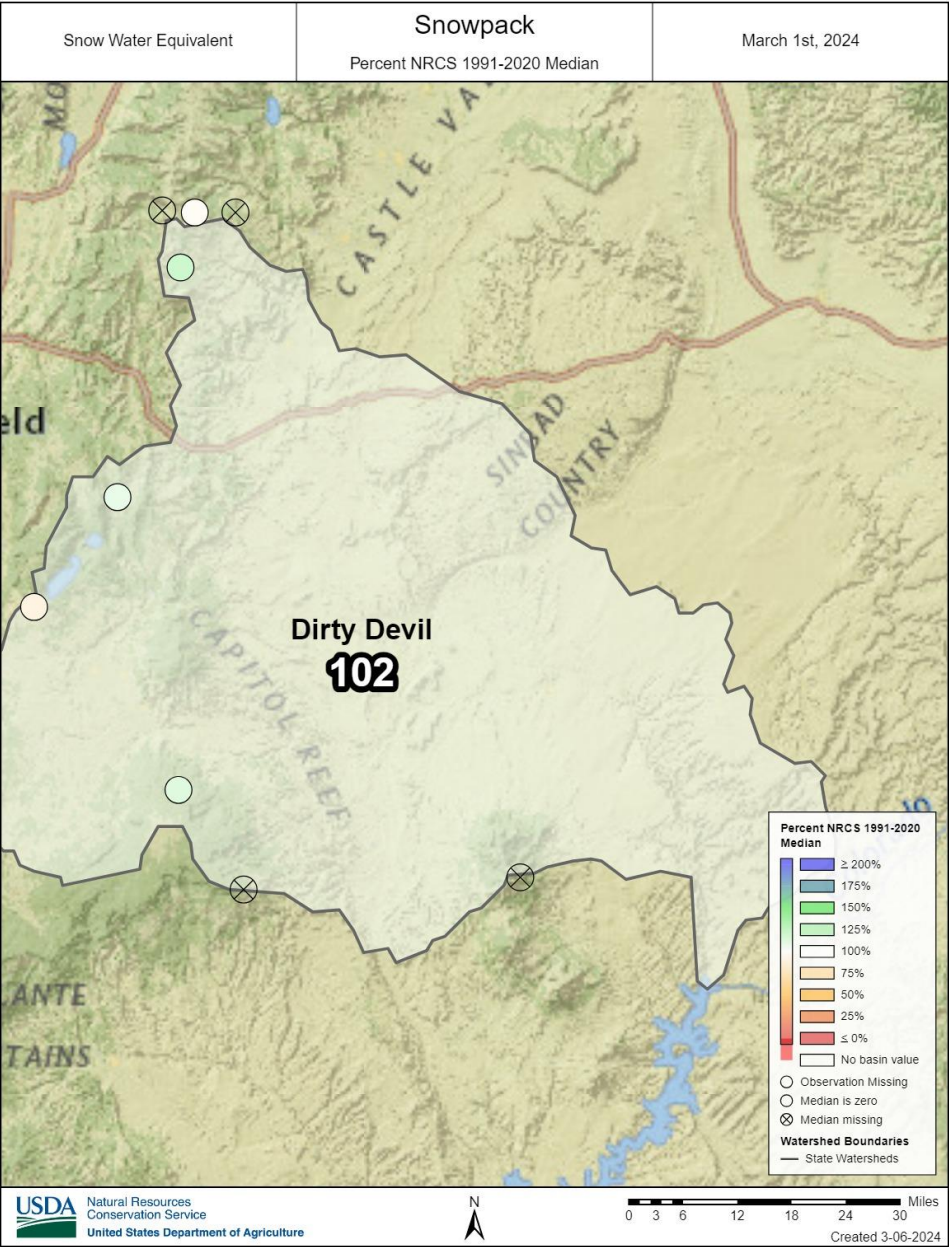 Snow Water Equivalent
Snowpack
Percent NRCS 1991-2020 Median
March 1st, 2024
MO
CASTLE VA
eld
SINBAD
COUNTRY
CAPITOL REEF
Dirty Devil
102
LANTE
TAINS
Percent NRCS 1991-2020
Median
≥ 200%
175%
150%
125%
100%
75%
50%
25%
≤ 0%
No basin value
Observation Missing
Median is zero
Median missing
Watershed Boundaries
State Watersheds
USDA
Natural Resources
Conservation Service
United States Department of Agriculture
N
Miles
0 3 6 12 18 24 30
Created 3-06-2024